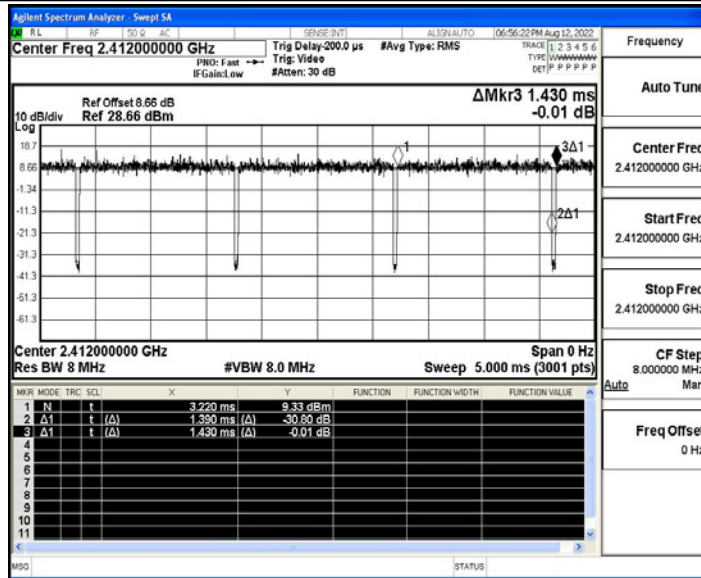 Agilent Spectrum Analyzer - Swept SA
RL RF 50 Ω AC SENSE:INT ALIGN AUTO 06:56:22 PM Aug 12, 2022
Center Freq 2.412000000 GHz
PNO: Fast
IFGain:Low
Trig Delay-200.0 µs
Trig: Video
#Atten: 30 dB
#Avg Type: RMS
TRACE 1 2 3 4 5 6
TYPE
DET P P P P P P
Ref Offset 8.66 dB
Ref 28.66 dBm
10 dB/div
Log
ΔMkr3 1.430 ms
-0.01 dB
18.7
8.66
-1.34
-11.3
-21.3
-31.3
-41.3
-51.3
-61.3
1
3Δ1
2Δ1
Center 2.412000000 GHz Span 0 Hz
Res BW 8 MHz #VBW 8.0 MHz Sweep 5.000 ms (3001 pts)
MKR MODE TRC SCL X Y FUNCTION FUNCTION WIDTH FUNCTION VALUE
1 N t 3.220 ms 9.33 dBm
2 Δ1 t (Δ) 1.390 ms (Δ) -30.80 dB
3 Δ1 t (Δ) 1.430 ms (Δ) -0.01 dB
4
5
6
7
8
9
10
11
MSG STATUS
Frequency
Auto Tune
Center Freq
2.412000000 GHz
Start Freq
2.412000000 GHz
Stop Freq
2.412000000 GHz
CF Step
8.000000 MHz
Auto Man
Freq Offset
0 Hz